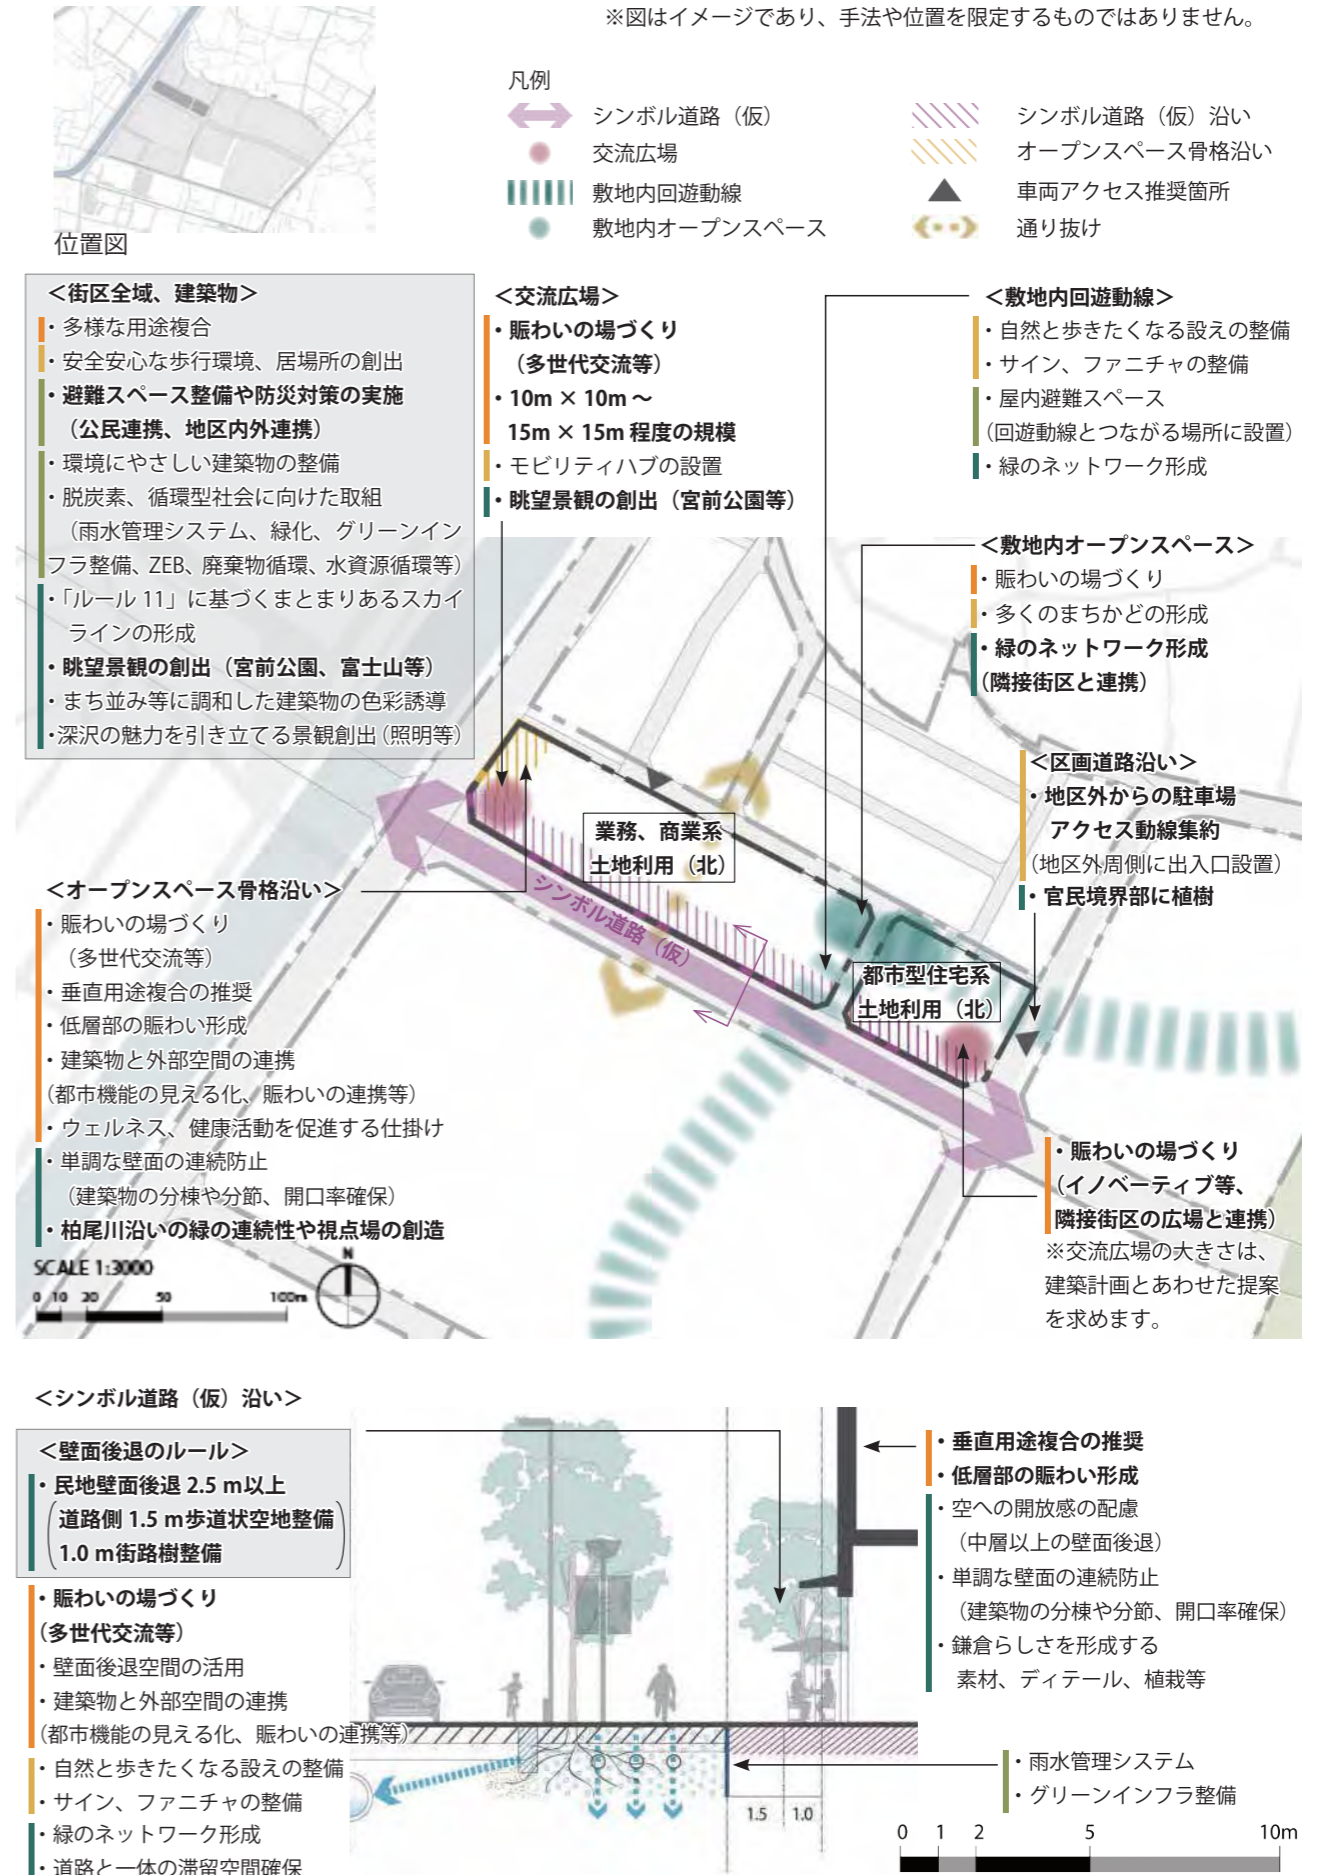 ※図はイメージであり、手法や位置を限定するものではありません。
位置図
凡例
シンボル道路（仮）
交流広場
敷地内回遊動線
敷地内オープンスペース
シンボル道路（仮）沿い
オープンスペース骨格沿い
車両アクセス推奨箇所
通り抜け
＜街区全域、建築物＞
・多様な用途複合
・安全安心な歩行環境、居場所の創出
・避難スペース整備や防災対策の実施
（公民連携、地区内外連携）
・環境にやさしい建築物の整備
・脱炭素、循環型社会に向けた取組
（雨水管理システム、緑化、グリーンイン
フラ整備、ZEB、廃棄物循環、水資源循環等）
・「ルール 11」に基づくまとまりあるスカイ
ラインの形成
・眺望景観の創出（宮前公園、富士山等）
・まち並み等に調和した建築物の色彩誘導
・深沢の魅力を引き立てる景観創出（照明等）
＜交流広場＞
・賑わいの場づくり
（多世代交流等）
・10m × 10m ～
15m × 15m 程度の規模
・モビリティハブの設置
・眺望景観の創出（宮前公園等）
＜敷地内回遊動線＞
・自然と歩きたくなる設えの整備
・サイン、ファニチャの整備
・屋内避難スペース
（回遊動線とつながる場所に設置）
・緑のネットワーク形成
＜敷地内オープンスペース＞
・賑わいの場づくり
・多くのまちかどの形成
・緑のネットワーク形成
（隣接街区と連携）
＜区画道路沿い＞
・地区外からの駐車場
アクセス動線集約
（地区外周側に出入口設置）
・官民境界部に植樹
業務、商業系
土地利用（北）
シンボル道路（仮）
都市型住宅系
土地利用（北）
＜オープンスペース骨格沿い＞
・賑わいの場づくり
（多世代交流等）
・垂直用途複合の推奨
・低層部の賑わい形成
・建築物と外部空間の連携
（都市機能の見える化、賑わいの連携等）
・ウェルネス、健康活動を促進する仕掛け
・単調な壁面の連続防止
（建築物の分棟や分節、開口率確保）
・柏尾川沿いの緑の連続性や視点場の創造
・賑わいの場づくり
（イノベーティブ等、
隣接街区の広場と連携）
※交流広場の大きさは、
建築計画とあわせた提案
を求めます。
SCALE 1:3000
0 10 20 50 100m
N
＜シンボル道路（仮）沿い＞
＜壁面後退のルール＞
・民地壁面後退 2.5 m以上
（道路側 1.5 m歩道状空地整備
1.0 m街路樹整備）
・賑わいの場づくり
（多世代交流等）
・壁面後退空間の活用
・建築物と外部空間の連携
（都市機能の見える化、賑わいの連携等）
・自然と歩きたくなる設えの整備
・サイン、ファニチャの整備
・緑のネットワーク形成
・道路と一体の滞留空間確保
・垂直用途複合の推奨
・低層部の賑わい形成
・空への開放感の配慮
（中層以上の壁面後退）
・単調な壁面の連続防止
（建築物の分棟や分節、開口率確保）
・鎌倉らしさを形成する
素材、ディテール、植栽等
・雨水管理システム
・グリーンインフラ整備
1.5 1.0
0 1 2 5 10m